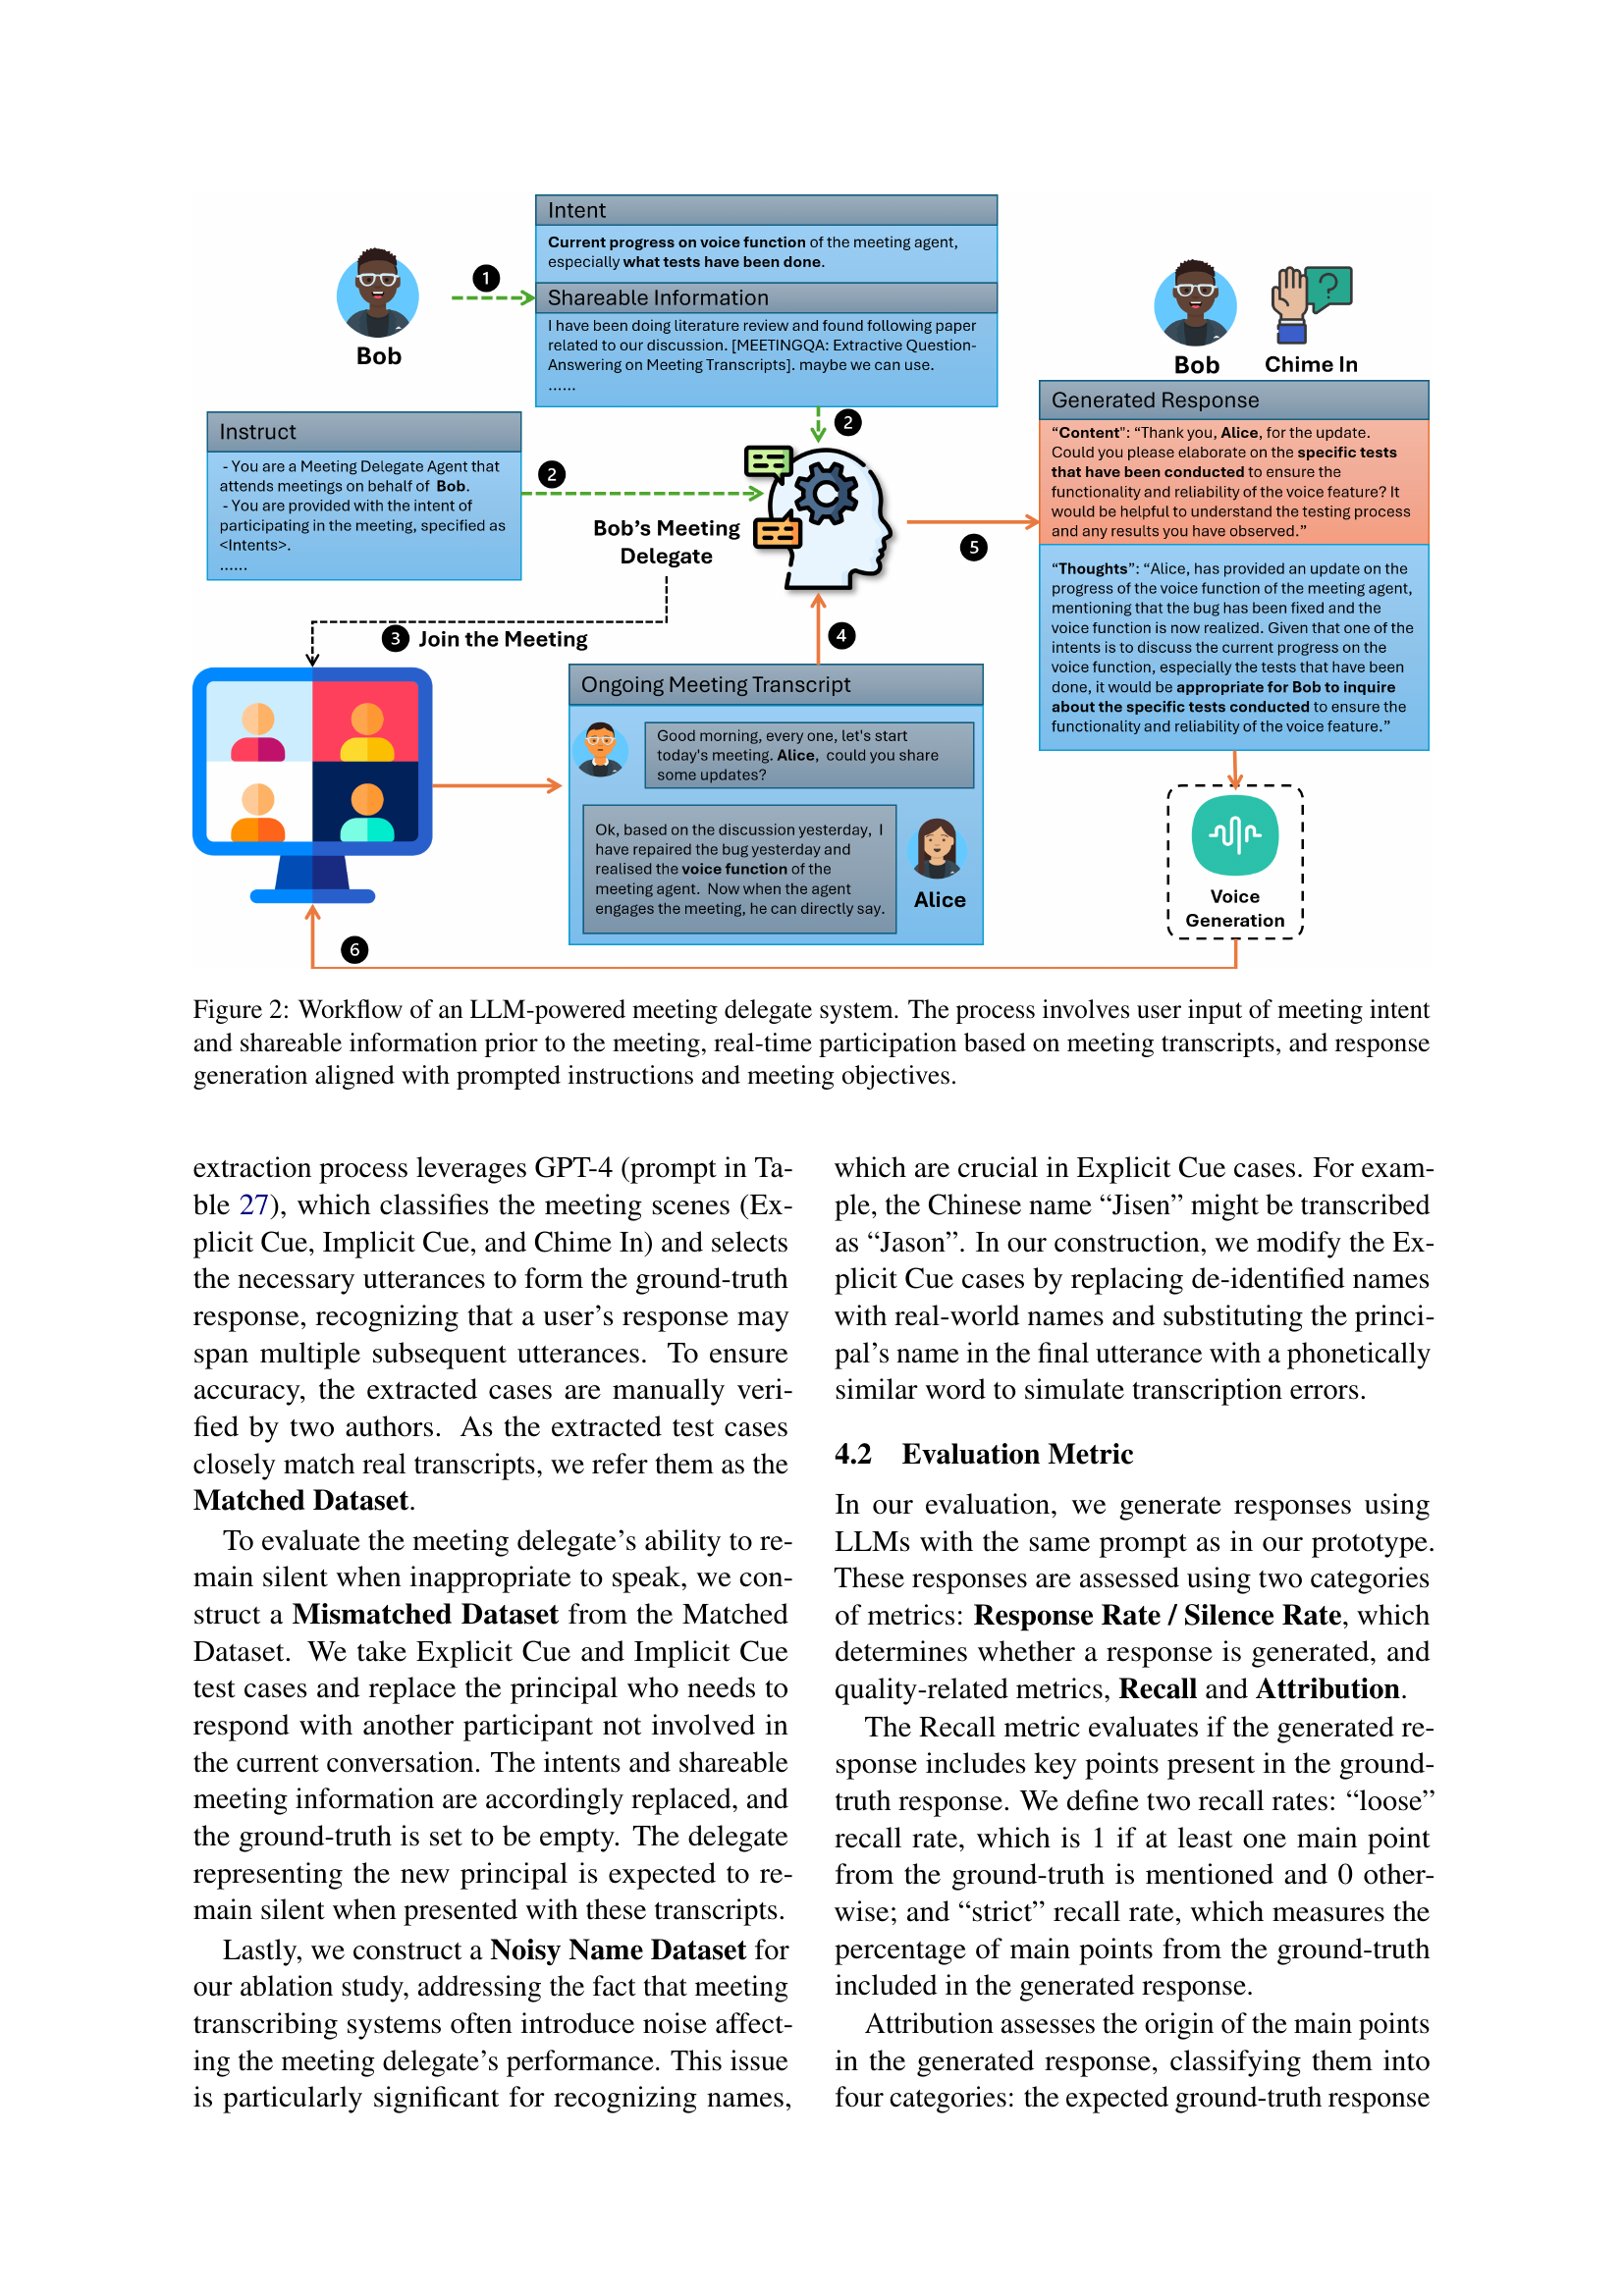 Intent
Current progress on voice function of the meeting agent,
especially what tests have been done.
Shareable Information
I have been doing literature review and found following paper
related to our discussion. [MEETINGQA: Extractive Question-
Answering on Meeting Transcripts]. maybe we can use.
......
1
Bob
Instruct
- You are a Meeting Delegate Agent that
attends meetings on behalf of Bob.
- You are provided with the intent of
participating in the meeting, specified as
<Intents>.
......
2
2
Bob's Meeting
Delegate
3 Join the Meeting
4
5
Ongoing Meeting Transcript
Good morning, every one, let's start
today's meeting. Alice, could you share
some updates?
Ok, based on the discussion yesterday, I
have repaired the bug yesterday and
realised the voice function of the
meeting agent. Now when the agent
engages the meeting, he can directly say.
Alice
Bob
Chime In
Generated Response
“Content": “Thank you, Alice, for the update.
Could you please elaborate on the specific tests
that have been conducted to ensure the
functionality and reliability of the voice feature? It
would be helpful to understand the testing process
and any results you have observed.”
“Thoughts”: “Alice, has provided an update on the
progress of the voice function of the meeting agent,
mentioning that the bug has been fixed and the
voice function is now realized. Given that one of the
intents is to discuss the current progress on the
voice function, especially the tests that have been
done, it would be appropriate for Bob to inquire
about the specific tests conducted to ensure the
functionality and reliability of the voice feature.”
Voice
Generation
6
Figure 2: Workflow of an LLM-powered meeting delegate system. The process involves user input of meeting intent
and shareable information prior to the meeting, real-time participation based on meeting transcripts, and response
generation aligned with prompted instructions and meeting objectives.
extraction process leverages GPT-4 (prompt in Ta-
ble 27), which classifies the meeting scenes (Ex-
plicit Cue, Implicit Cue, and Chime In) and selects
the necessary utterances to form the ground-truth
response, recognizing that a user's response may
span multiple subsequent utterances. To ensure
accuracy, the extracted cases are manually veri-
fied by two authors. As the extracted test cases
closely match real transcripts, we refer them as the
Matched Dataset.
To evaluate the meeting delegate's ability to re-
main silent when inappropriate to speak, we con-
struct a Mismatched Dataset from the Matched
Dataset. We take Explicit Cue and Implicit Cue
test cases and replace the principal who needs to
respond with another participant not involved in
the current conversation. The intents and shareable
meeting information are accordingly replaced, and
the ground-truth is set to be empty. The delegate
representing the new principal is expected to re-
main silent when presented with these transcripts.
Lastly, we construct a Noisy Name Dataset for
our ablation study, addressing the fact that meeting
transcribing systems often introduce noise affect-
ing the meeting delegate's performance. This issue
is particularly significant for recognizing names,
which are crucial in Explicit Cue cases. For exam-
ple, the Chinese name “Jisen” might be transcribed
as “Jason”. In our construction, we modify the Ex-
plicit Cue cases by replacing de-identified names
with real-world names and substituting the princi-
pal's name in the final utterance with a phonetically
similar word to simulate transcription errors.
4.2 Evaluation Metric
In our evaluation, we generate responses using
LLMs with the same prompt as in our prototype.
These responses are assessed using two categories
of metrics: Response Rate / Silence Rate, which
determines whether a response is generated, and
quality-related metrics, Recall and Attribution.
The Recall metric evaluates if the generated re-
sponse includes key points present in the ground-
truth response. We define two recall rates: “loose”
recall rate, which is 1 if at least one main point
from the ground-truth is mentioned and 0 other-
wise; and “strict” recall rate, which measures the
percentage of main points from the ground-truth
included in the generated response.
Attribution assesses the origin of the main points
in the generated response, classifying them into
four categories: the expected ground-truth response